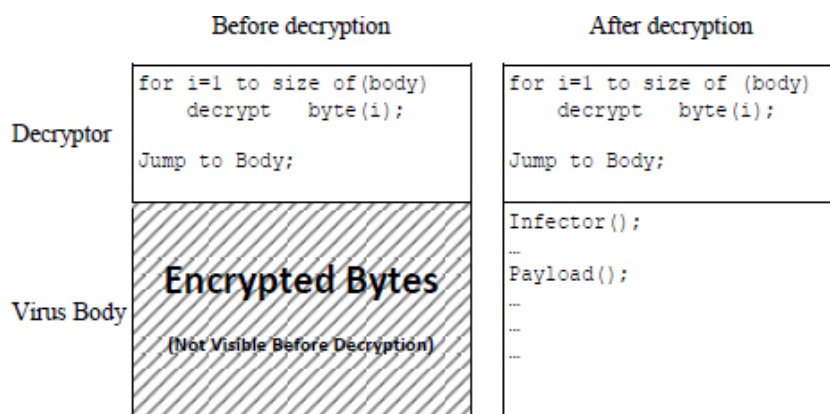 Before decryption
After decryption
Decryptor
for i=1 to size of(body)
decrypt byte(i);
Jump to Body;
for i=1 to size of (body)
decrypt byte(i);
Jump to Body;
Virus Body
Encrypted Bytes
(Not Visible Before Decryption)
Infector();
…
Payload();
…
…
…